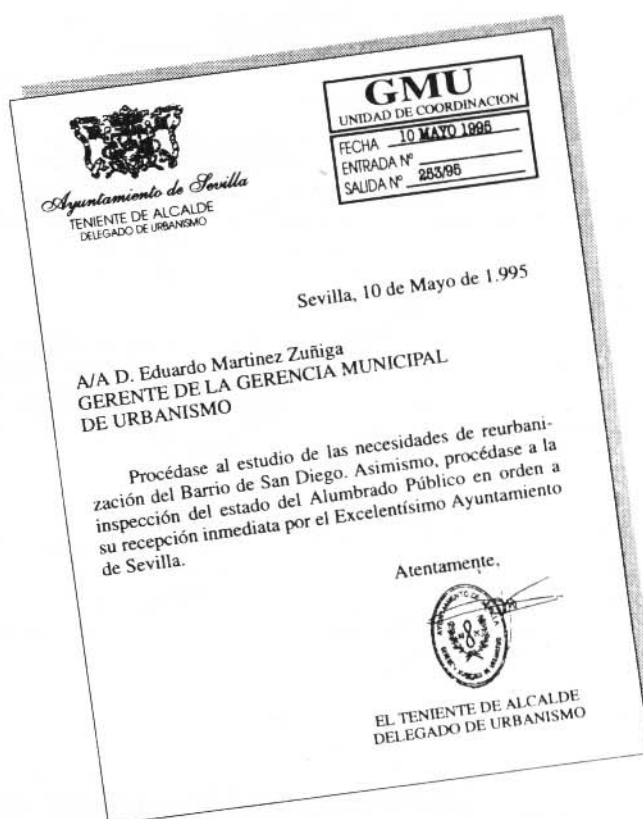 Ayuntamiento de Sevilla
TENIENTE DE ALCALDE
DELEGADO DE URBANISMO
GMU
UNIDAD DE COORDINACION
FECHA 10 MAYO 1995
ENTRADA Nº
SALIDA Nº 253/95
Sevilla, 10 de Mayo de 1.995
A/A D. Eduardo Martinez Zuñiga
GERENTE DE LA GERENCIA MUNICIPAL
DE URBANISMO
Procédase al estudio de las necesidades de reurbani-
zación del Barrio de San Diego. Asimismo, procédase a la
inspección del estado del Alumbrado Público en orden a
su recepción inmediata por el Excelentísimo Ayuntamiento
de Sevilla.
Atentamente,
AYUNTAMIENTO DE SEVILLA
EL TENIENTE DE ALCALDE
DELEGADO DE URBANISMO